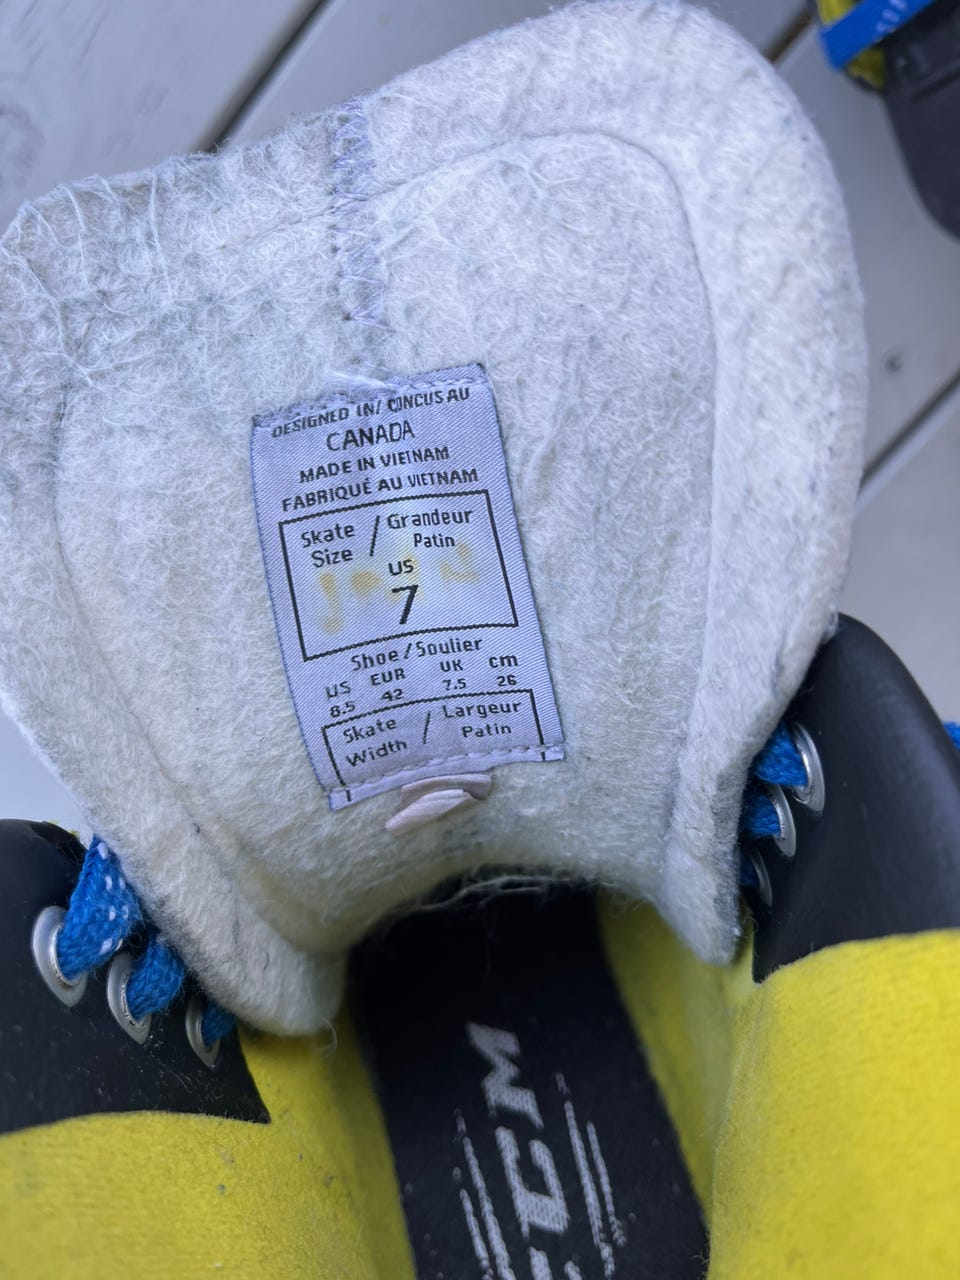 DESIGNED IN/ CONCUS AU
CANADA
MADE IN VIETNAM
FABRIQUÉ AU VIETNAM
Skate Size / Grandeur Patin
US
7
Shoe/Soulier
US EUR UK cm
8.5 42 7.5 26
Skate Width / Largeur Patin
CCM